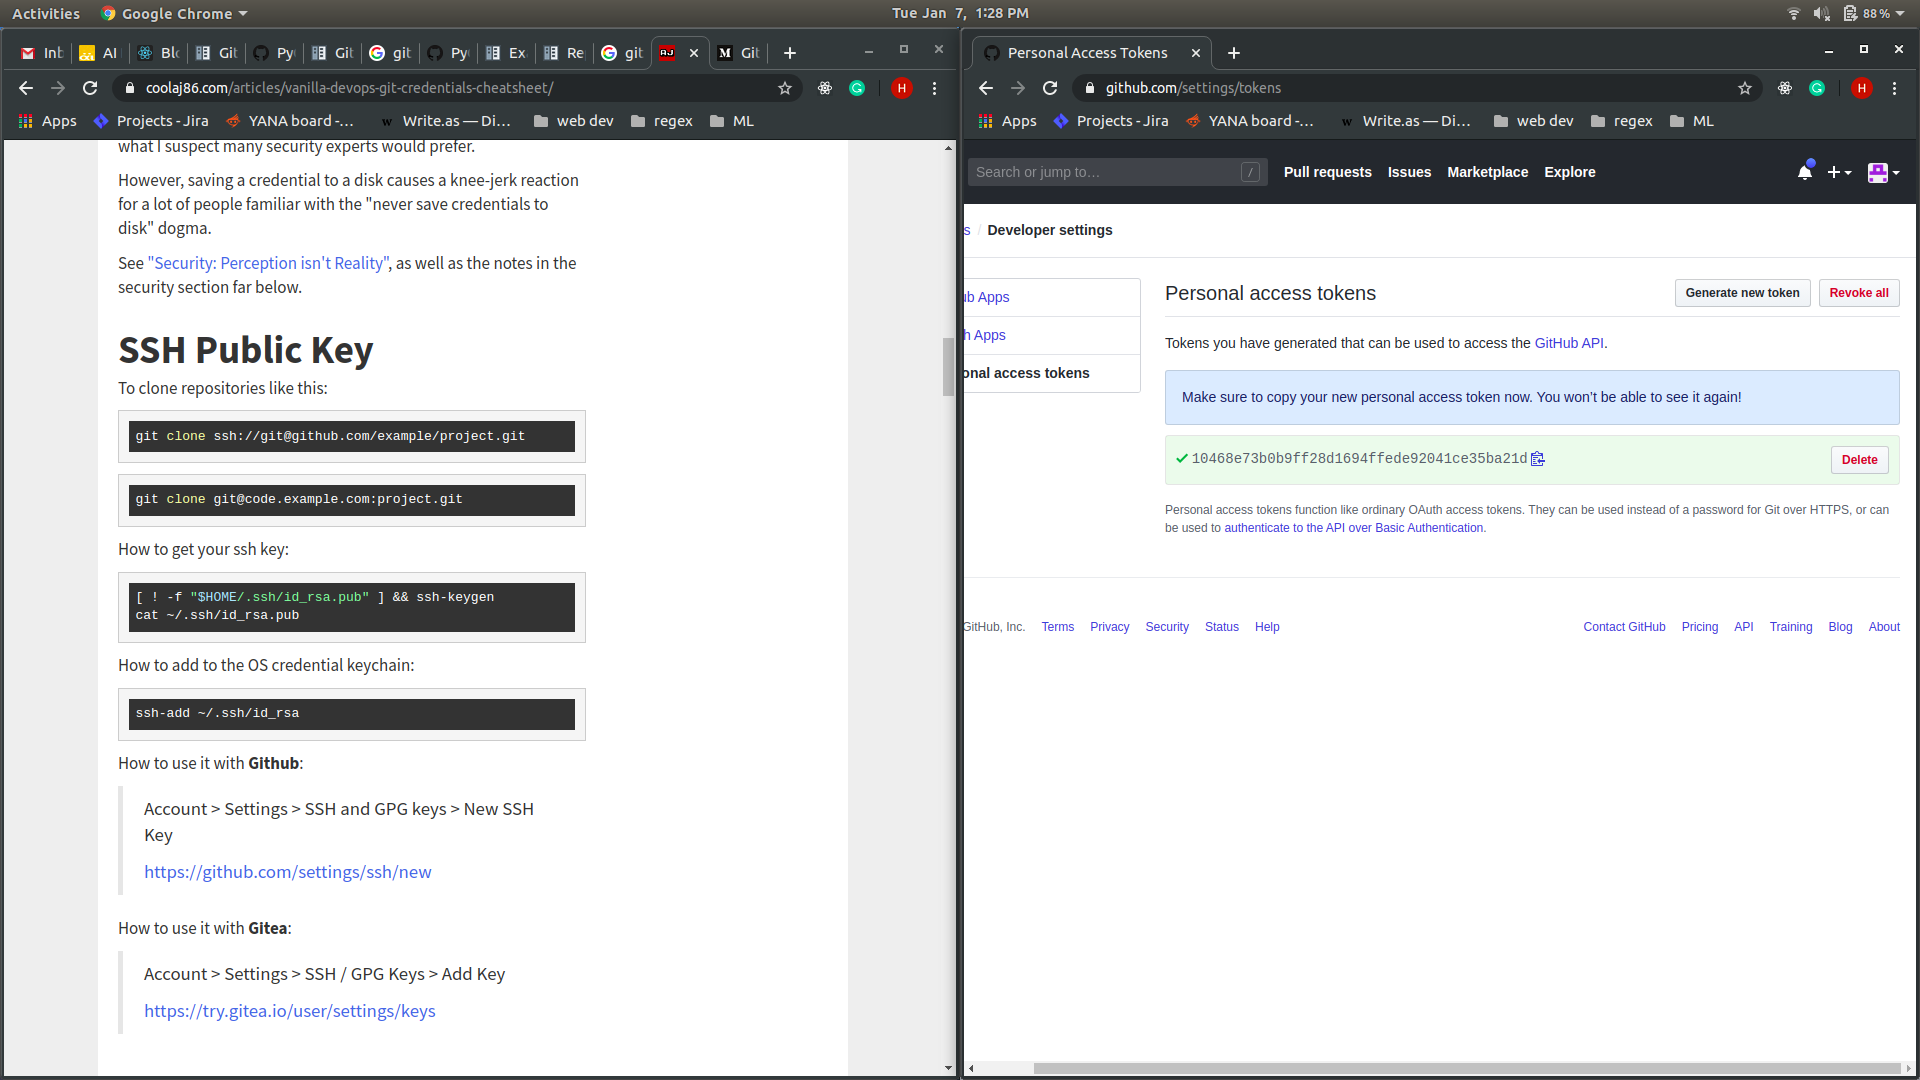 Activities
Google Chrome
Tue Jan 7, 1:28 PM
88 %
Inb
AI
Blo
Git
Py
Git
git
Py
Ex
Re
git
Git
coolaj86.com/articles/vanilla-devops-git-credentials-cheatsheet/
H
Apps
Projects - Jira
YANA board -...
Write.as — Di...
web dev
regex
ML
what I suspect many security experts would prefer.
However, saving a credential to a disk causes a knee-jerk reaction
for a lot of people familiar with the "never save credentials to
disk" dogma.
See "Security: Perception isn't Reality", as well as the notes in the
security section far below.
SSH Public Key
To clone repositories like this:
git clone ssh://git@github.com/example/project.git
git clone git@code.example.com:project.git
How to get your ssh key:
[ ! -f "$HOME/.ssh/id_rsa.pub" ] && ssh-keygen
cat ~/.ssh/id_rsa.pub
How to add to the OS credential keychain:
ssh-add ~/.ssh/id_rsa
How to use it with Github:
Account > Settings > SSH and GPG keys > New SSH
Key
https://github.com/settings/ssh/new
How to use it with Gitea:
Account > Settings > SSH / GPG Keys > Add Key
https://try.gitea.io/user/settings/keys
Personal Access Tokens
github.com/settings/tokens
H
Apps
Projects - Jira
YANA board -...
Write.as — Di...
web dev
regex
ML
Search or jump to…
/
Pull requests
Issues
Marketplace
Explore
s / Developer settings
ub Apps
h Apps
onal access tokens
Personal access tokens
Generate new token
Revoke all
Tokens you have generated that can be used to access the GitHub API.
Make sure to copy your new personal access token now. You won't be able to see it again!
10468e73b0b9ff28d1694ffede92041ce35ba21d
Delete
Personal access tokens function like ordinary OAuth access tokens. They can be used instead of a password for Git over HTTPS, or can
be used to authenticate to the API over Basic Authentication.
GitHub, Inc.
Terms
Privacy
Security
Status
Help
Contact GitHub
Pricing
API
Training
Blog
About